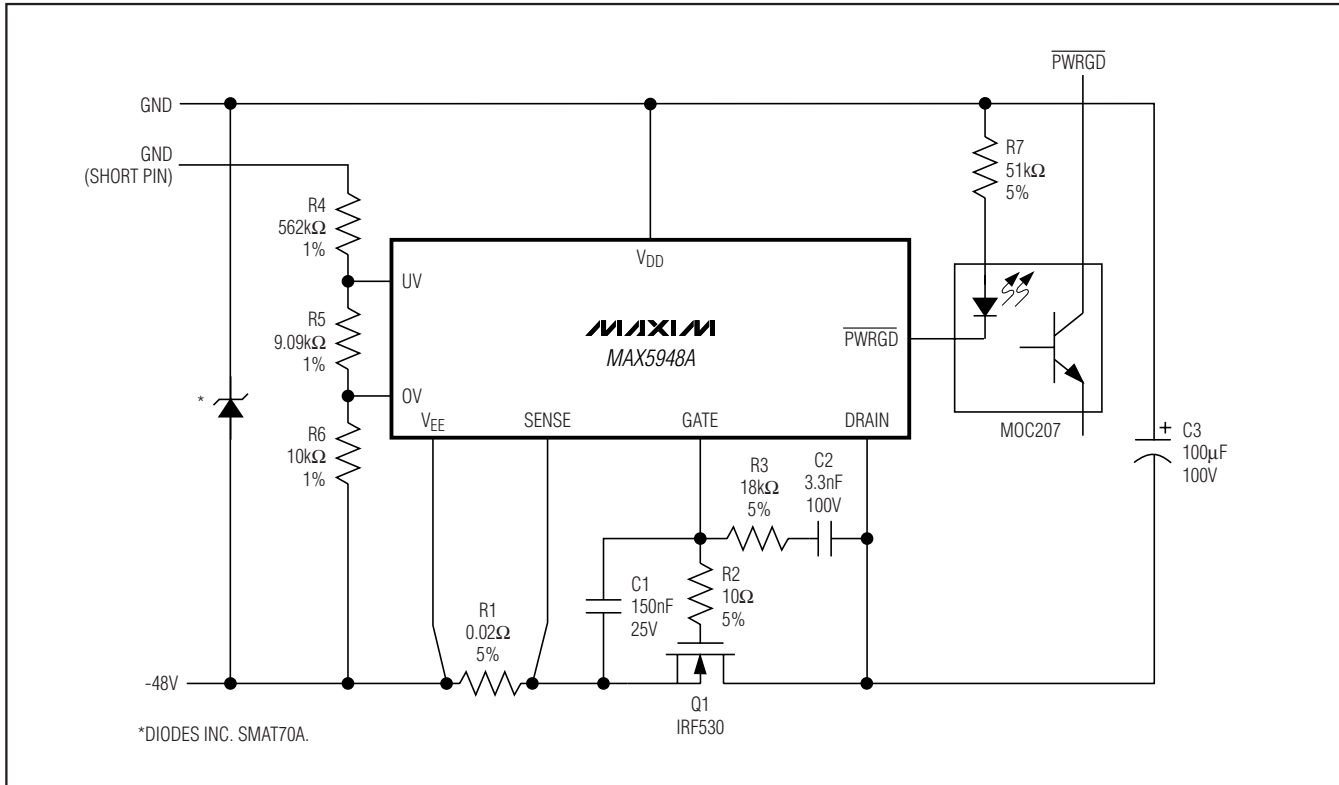 PWRGD
GND
GND
(SHORT PIN)
R4
562kΩ
1%
R5
9.09kΩ
1%
R6
10kΩ
1%
*
UV
OV
VDD
MAXIM
MAX5948A
PWRGD
VEE
SENSE
GATE
DRAIN
R7
51kΩ
5%
MOC207
+
C3
100µF
100V
R3
18kΩ
5%
C2
3.3nF
100V
C1
150nF
25V
R2
10Ω
5%
R1
0.02Ω
5%
-48V
Q1
IRF530
*DIODES INC. SMAT70A.